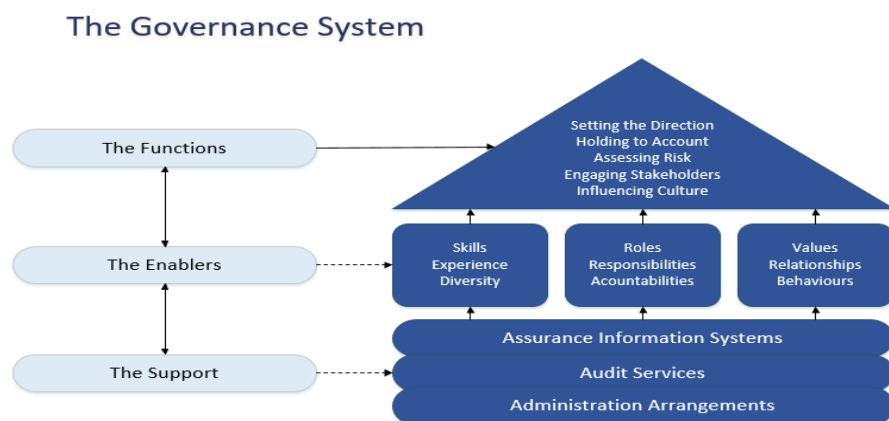 The Governance System
The Functions
Setting the Direction
Holding to Account
Assessing Risk
Engaging Stakeholders
Influencing Culture
The Enablers
Skills
Experience
Diversity
Roles
Responsibilities
Acountabilities
Values
Relationships
Behaviours
The Support
Assurance Information Systems
Audit Services
Administration Arrangements